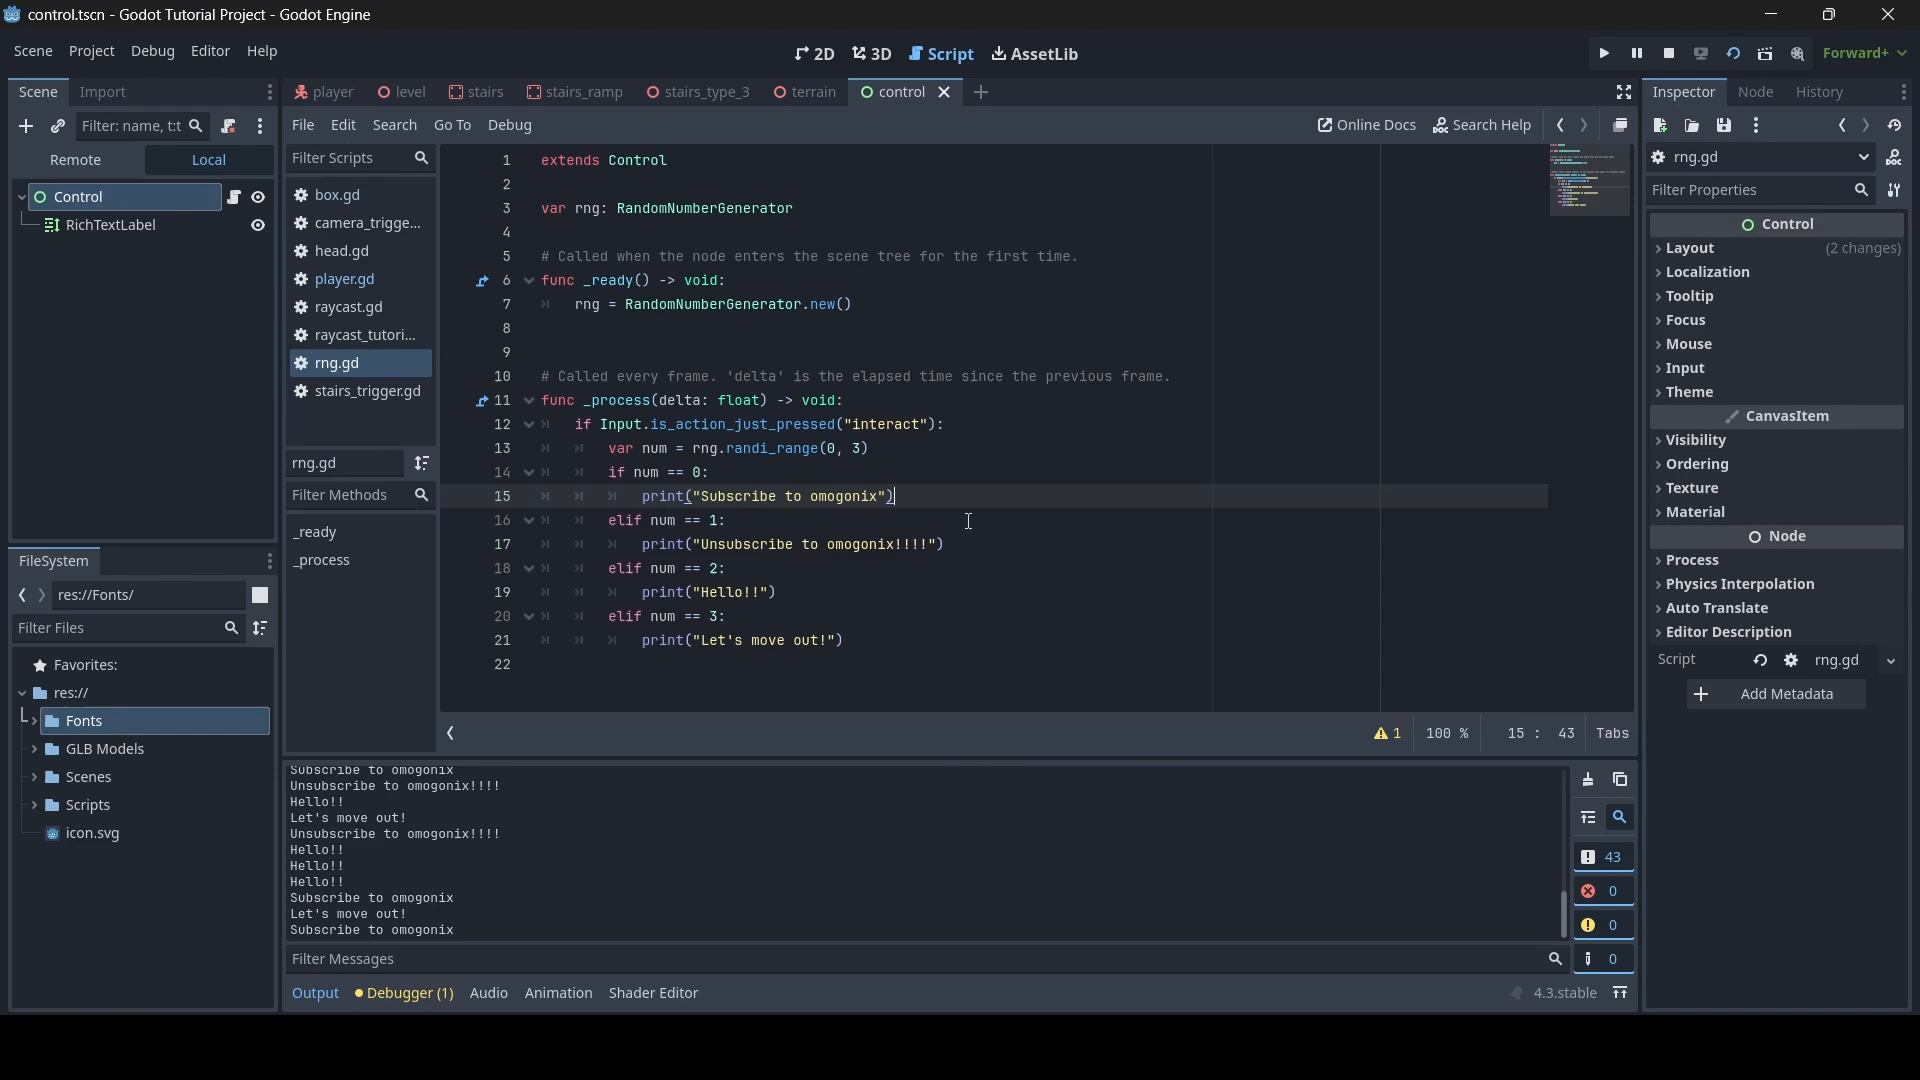 control.tscn - Godot Tutorial Project - Godot Engine
Scene Project Debug Editor Help
2D 3D Script AssetLib
Forward+
Scene Import
player level stairs stairs_ramp stairs_type_3 terrain control
Inspector Node History
Filter: name, t:t
File Edit Search Go To Debug
Online Docs Search Help
Remote Local
Control
RichTextLabel
Filter Scripts
box.gd
camera_trigge...
head.gd
player.gd
raycast.gd
raycast_tutori...
rng.gd
stairs_trigger.gd
rng.gd
Filter Methods
_ready
_process
1 extends Control
2
3 var rng: RandomNumberGenerator
4
5 # Called when the node enters the scene tree for the first time.
6 func _ready() -> void:
7 rng = RandomNumberGenerator.new()
8
9
10 # Called every frame. 'delta' is the elapsed time since the previous frame.
11 func _process(delta: float) -> void:
12 if Input.is_action_just_pressed("interact"):
13 var num = rng.randi_range(0, 3)
14 if num == 0:
15 print("Subscribe to omogonix")
16 elif num == 1:
17 print("Unsubscribe to omogonix!!!!")
18 elif num == 2:
19 print("Hello!!")
20 elif num == 3:
21 print("Let's move out!")
22
1 100 % 15 : 43 Tabs
FileSystem
res://Fonts/
Filter Files
Favorites:
res://
Fonts
GLB Models
Scenes
Scripts
icon.svg
Subscribe to omogonix
Unsubscribe to omogonix!!!!
Hello!!
Let's move out!
Unsubscribe to omogonix!!!!
Hello!!
Hello!!
Hello!!
Subscribe to omogonix
Let's move out!
Subscribe to omogonix
43
0
0
0
Filter Messages
Output Debugger (1) Audio Animation Shader Editor
4.3.stable
rng.gd
Filter Properties
Control
Layout (2 changes)
Localization
Tooltip
Focus
Mouse
Input
Theme
CanvasItem
Visibility
Ordering
Texture
Material
Node
Process
Physics Interpolation
Auto Translate
Editor Description
Script rng.gd
Add Metadata